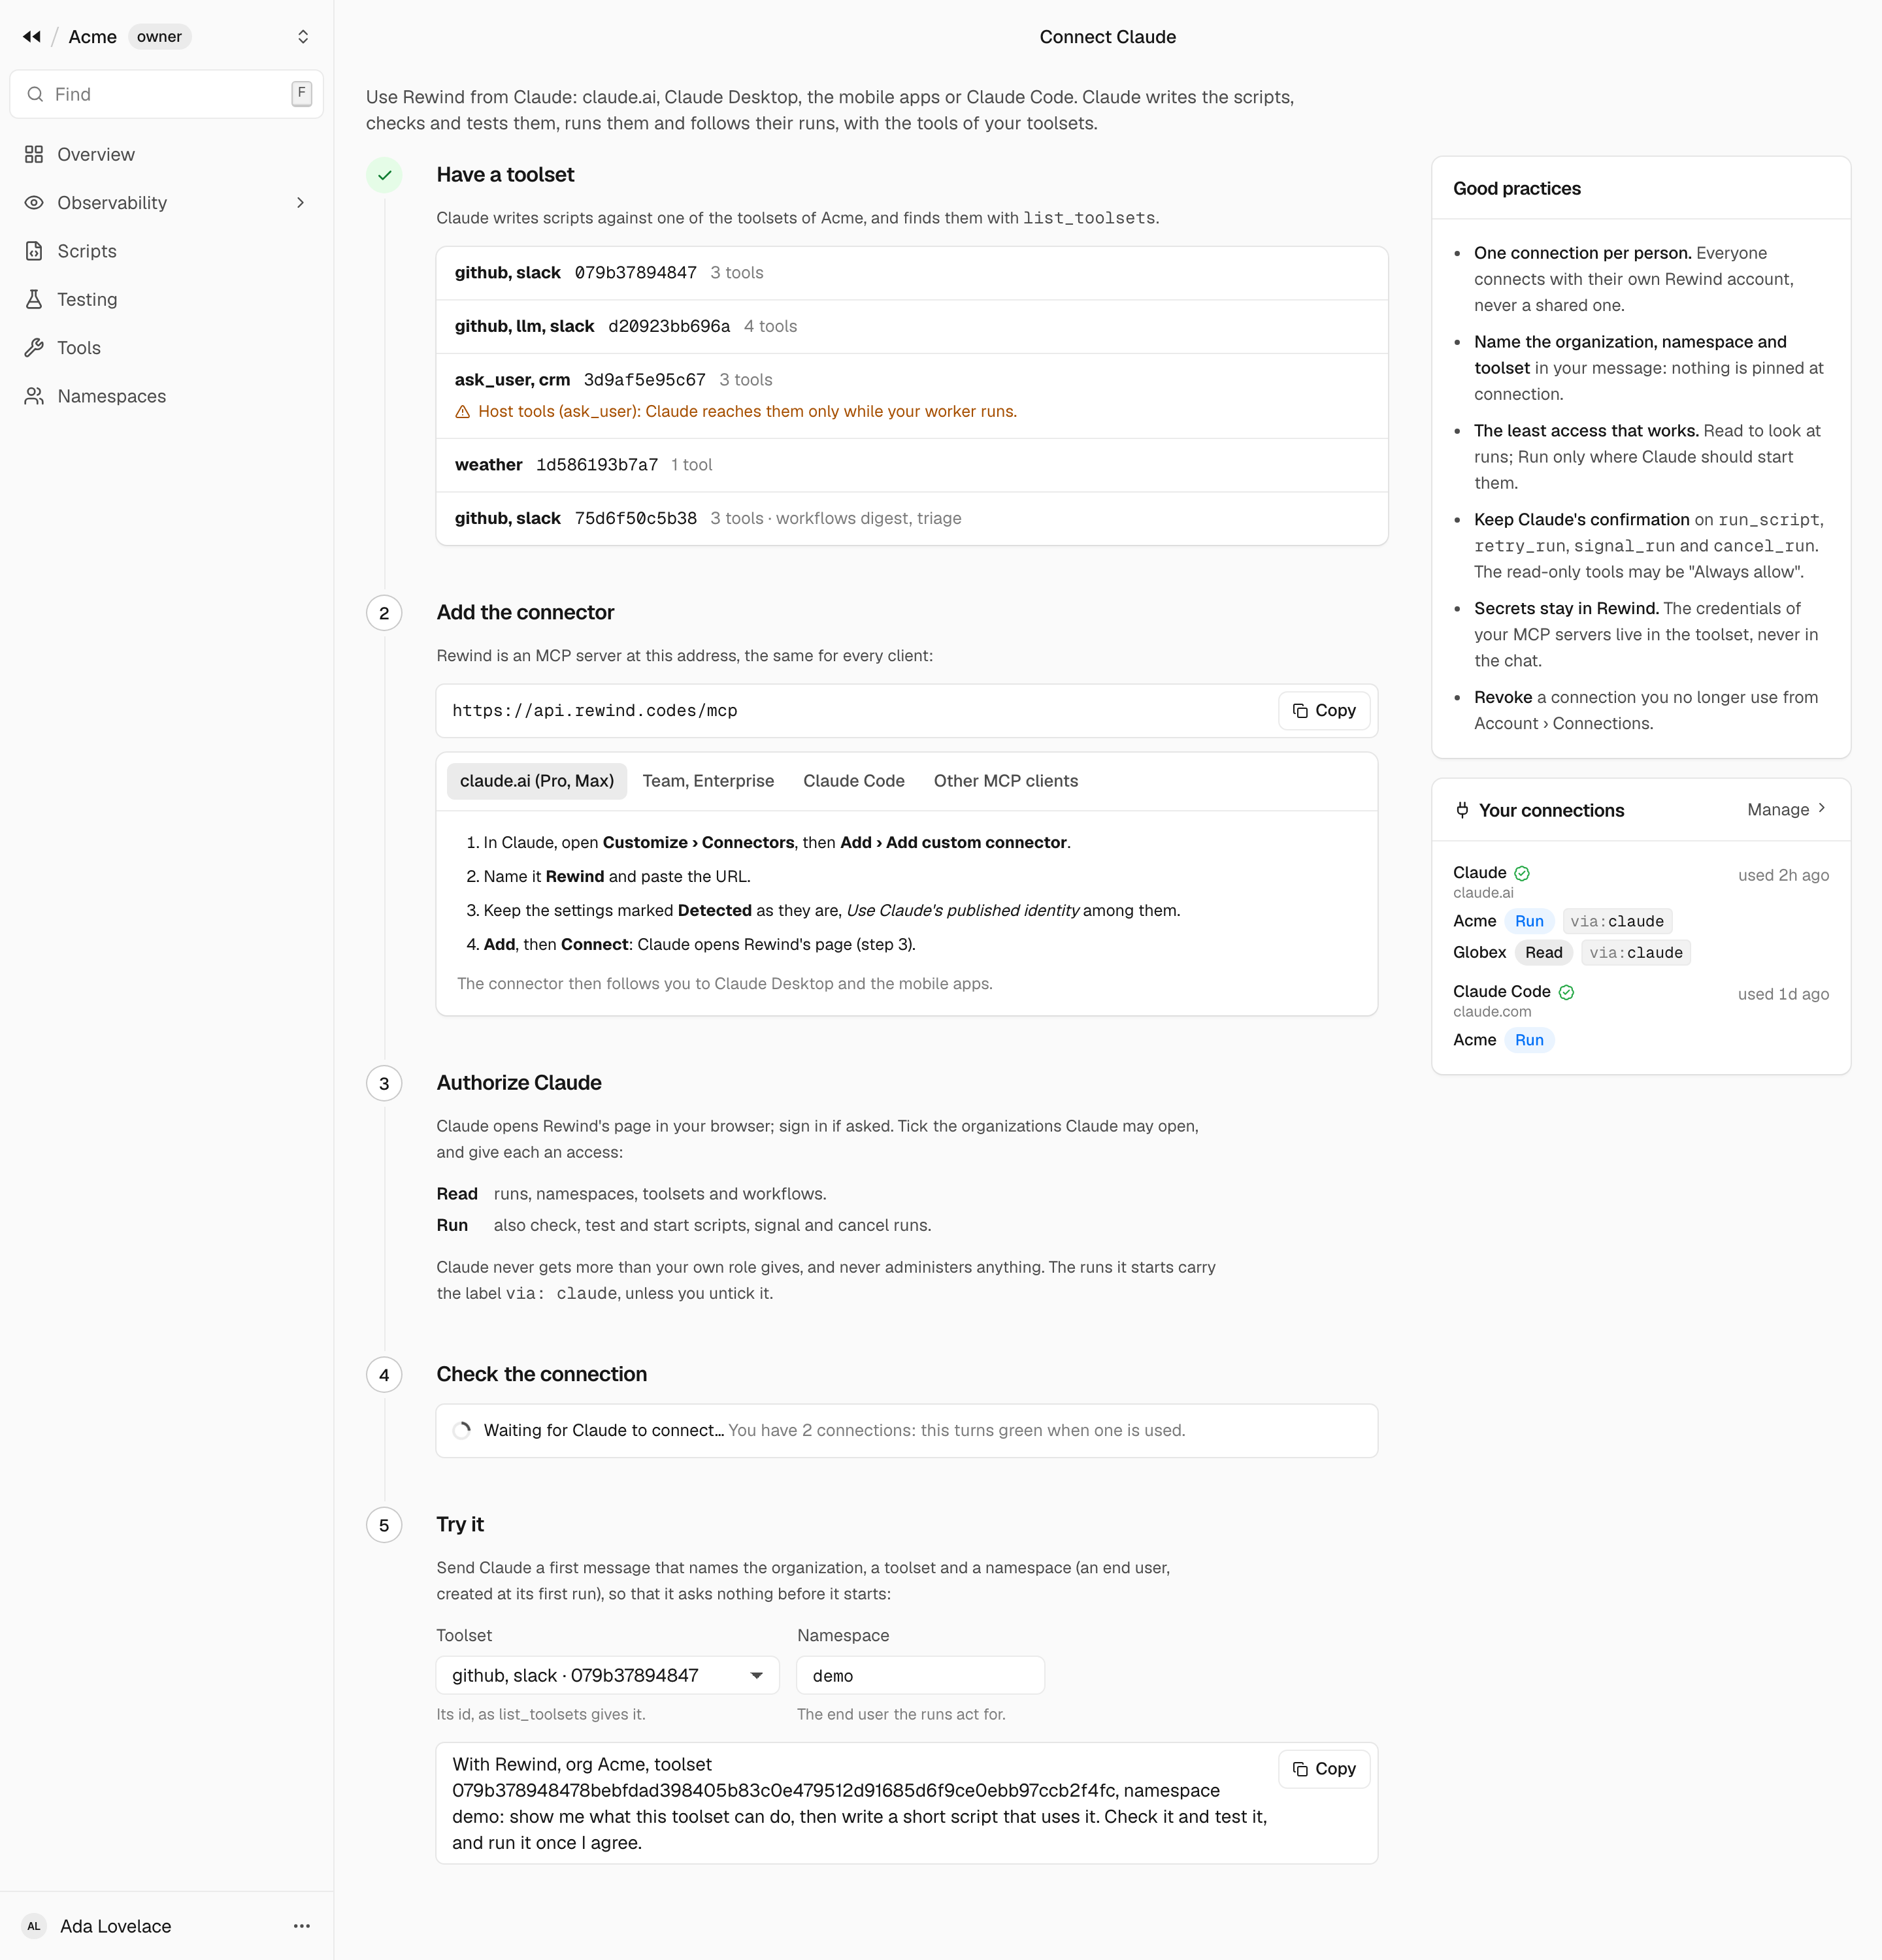 Acme owner
Find F
Overview
Observability
Scripts
Testing
Tools
Namespaces
AL Ada Lovelace
Connect Claude
Use Rewind from Claude: claude.ai, Claude Desktop, the mobile apps or Claude Code. Claude writes the scripts,
checks and tests them, runs them and follows their runs, with the tools of your toolsets.
Have a toolset
Claude writes scripts against one of the toolsets of Acme, and finds them with list_toolsets.
github, slack 079b37894847 3 tools
github, llm, slack d20923bb696a 4 tools
ask_user, crm 3d9af5e95c67 3 tools
Host tools (ask_user): Claude reaches them only while your worker runs.
weather 1d586193b7a7 1 tool
github, slack 75d6f50c5b38 3 tools · workflows digest, triage
2 Add the connector
Rewind is an MCP server at this address, the same for every client:
https://api.rewind.codes/mcp Copy
claude.ai (Pro, Max) Team, Enterprise Claude Code Other MCP clients
1. In Claude, open Customize › Connectors, then Add › Add custom connector.
2. Name it Rewind and paste the URL.
3. Keep the settings marked Detected as they are, Use Claude's published identity among them.
4. Add, then Connect: Claude opens Rewind's page (step 3).
The connector then follows you to Claude Desktop and the mobile apps.
3 Authorize Claude
Claude opens Rewind's page in your browser; sign in if asked. Tick the organizations Claude may open,
and give each an access:
Read runs, namespaces, toolsets and workflows.
Run also check, test and start scripts, signal and cancel runs.
Claude never gets more than your own role gives, and never administers anything. The runs it starts carry
the label via: claude, unless you untick it.
4 Check the connection
Waiting for Claude to connect... You have 2 connections: this turns green when one is used.
5 Try it
Send Claude a first message that names the organization, a toolset and a namespace (an end user,
created at its first run), so that it asks nothing before it starts:
Toolset Namespace
github, slack · 079b37894847 demo
Its id, as list_toolsets gives it. The end user the runs act for.
With Rewind, org Acme, toolset
079b378948478bebfdad398405b83c0e479512d91685d6f9ce0ebb97ccb2f4fc, namespace
demo: show me what this toolset can do, then write a short script that uses it. Check it and test it,
and run it once I agree.
Copy
Good practices
• One connection per person. Everyone
connects with their own Rewind account,
never a shared one.
• Name the organization, namespace and
toolset in your message: nothing is pinned at
connection.
• The least access that works. Read to look at
runs; Run only where Claude should start
them.
• Keep Claude's confirmation on run_script,
retry_run, signal_run and cancel_run.
The read-only tools may be "Always allow".
• Secrets stay in Rewind. The credentials of
your MCP servers live in the toolset, never in
the chat.
• Revoke a connection you no longer use from
Account › Connections.
Your connections Manage
Claude used 2h ago
claude.ai
Acme Run via:claude
Globex Read via:claude
Claude Code used 1d ago
claude.com
Acme Run